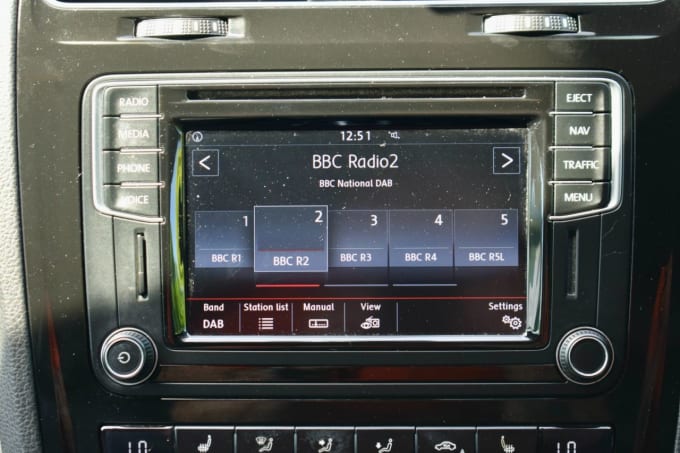 RADIO
MEDIA
PHONE
VOICE
EJECT
NAV
TRAFFIC
MENU
12:51
BBC Radio2
BBC National DAB
1 2 3 4 5
BBC R1 BBC R2 BBC R3 BBC R4 BBC R5L
Band Station list Manual View Settings
DAB